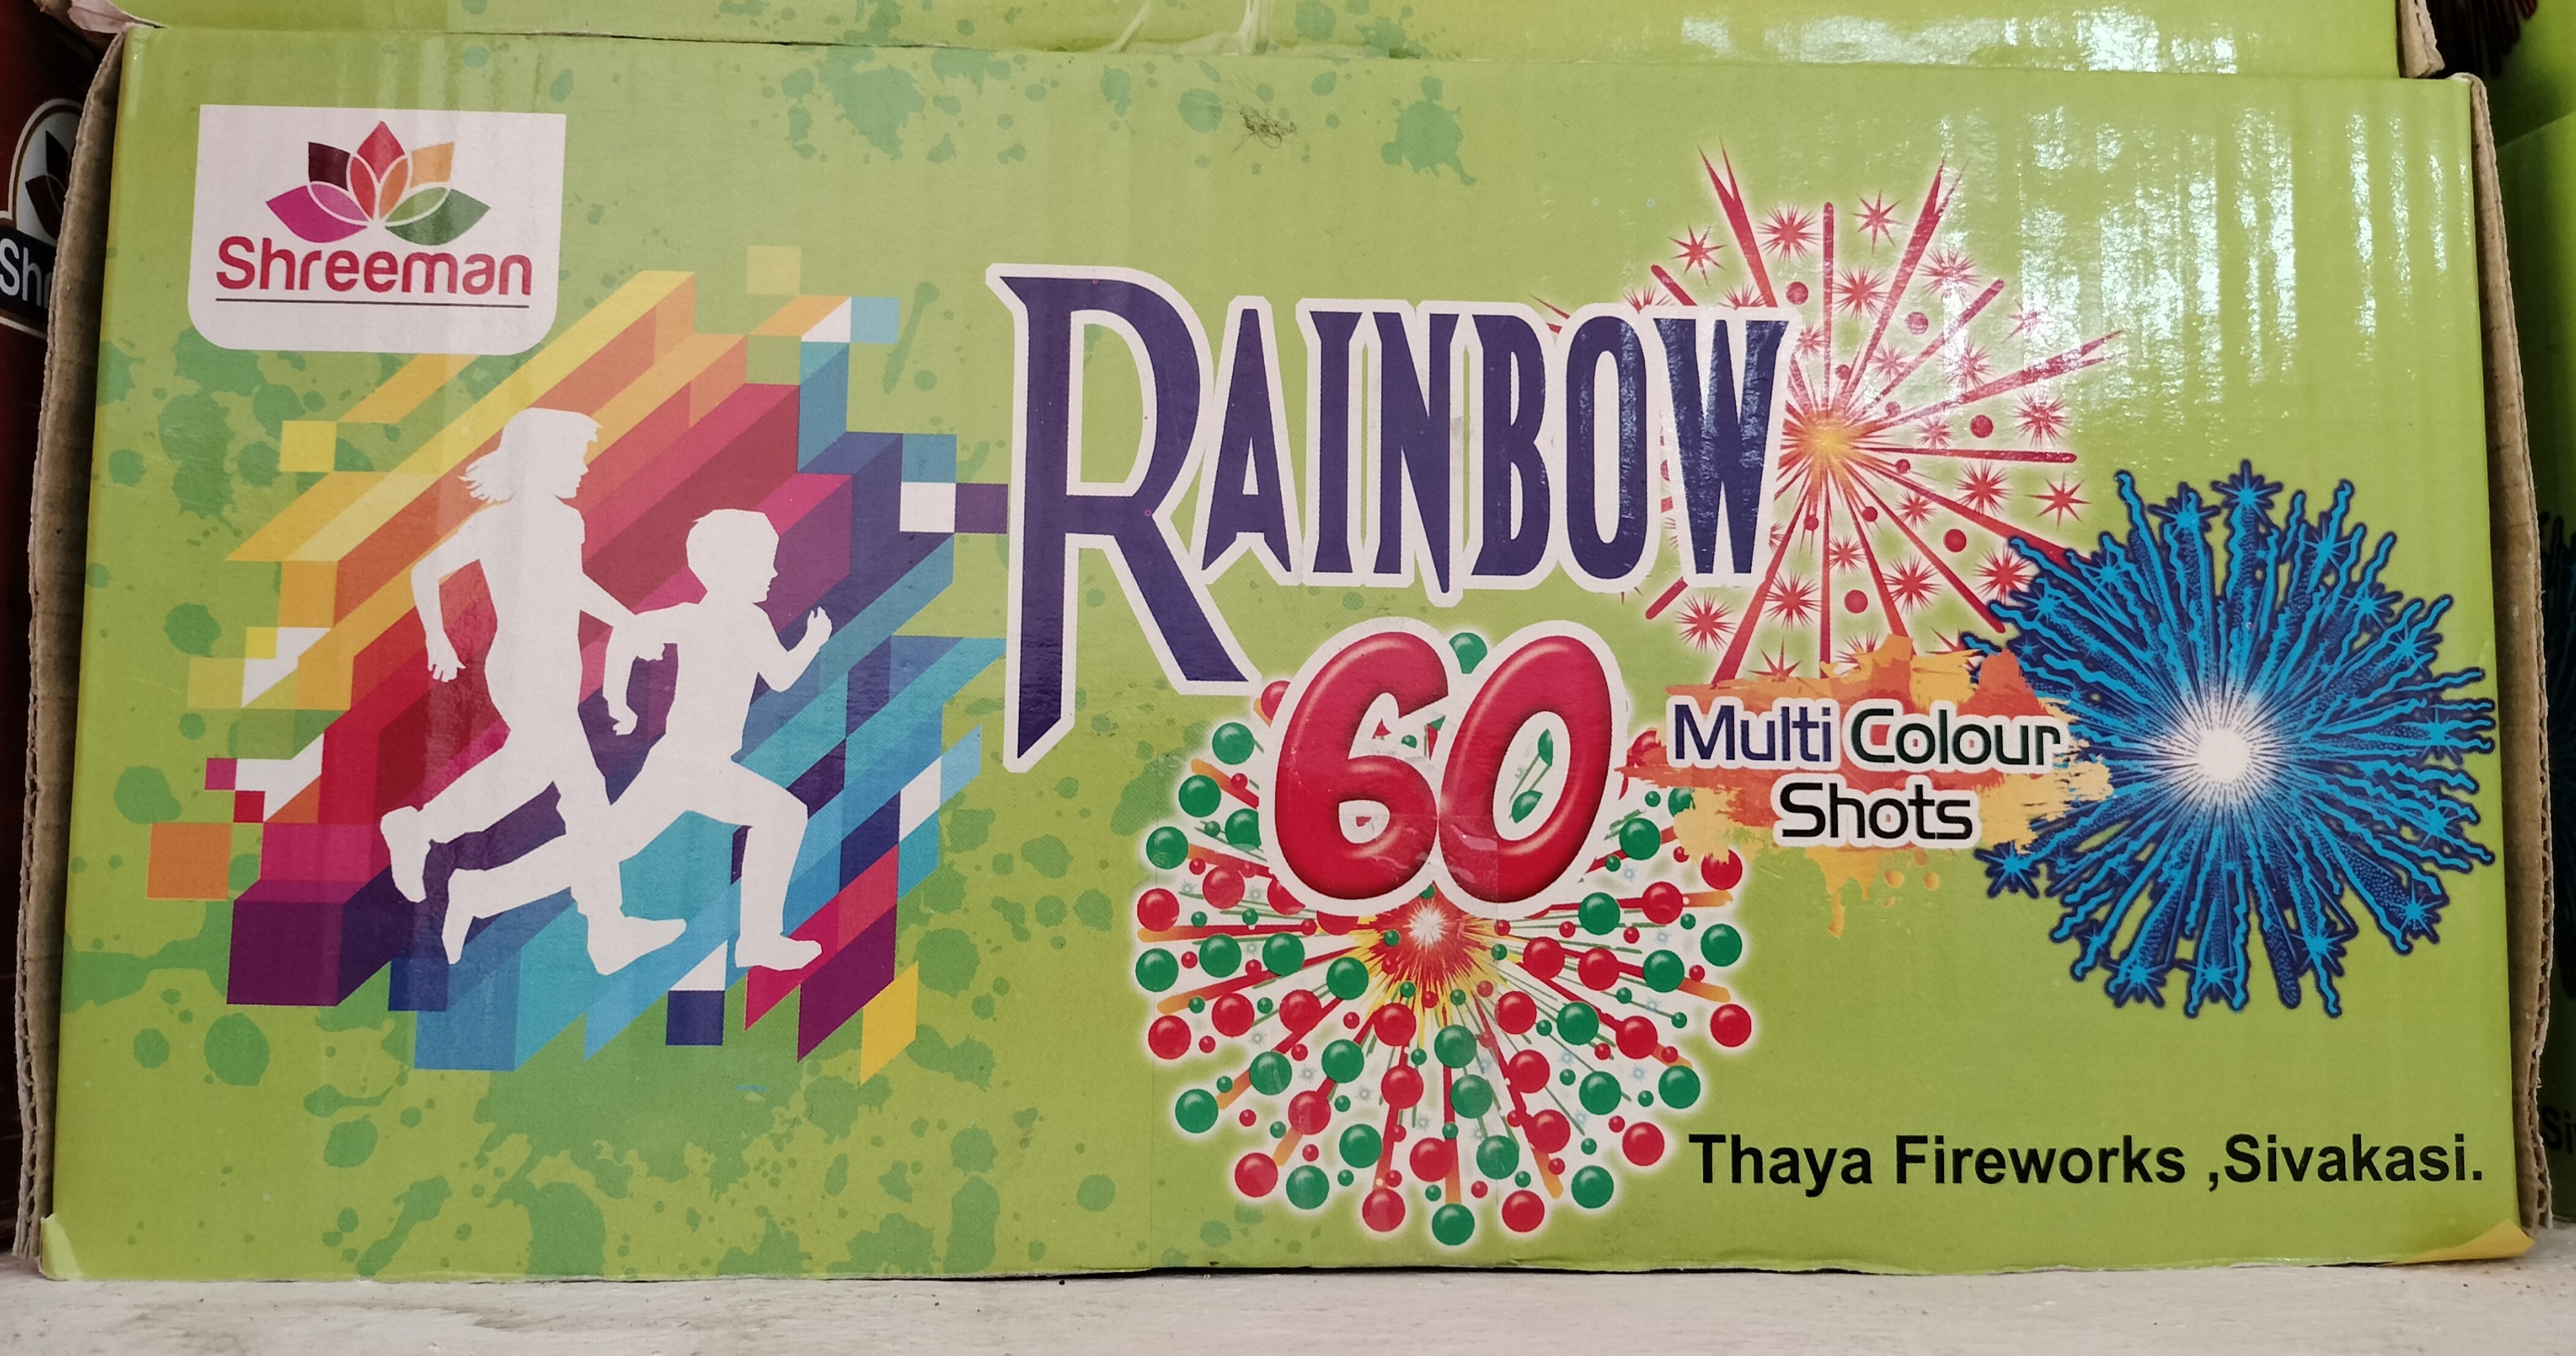 Shreeman
RAINBOW
60
Multi Colour
Shots
Thaya Fireworks ,Sivakasi.